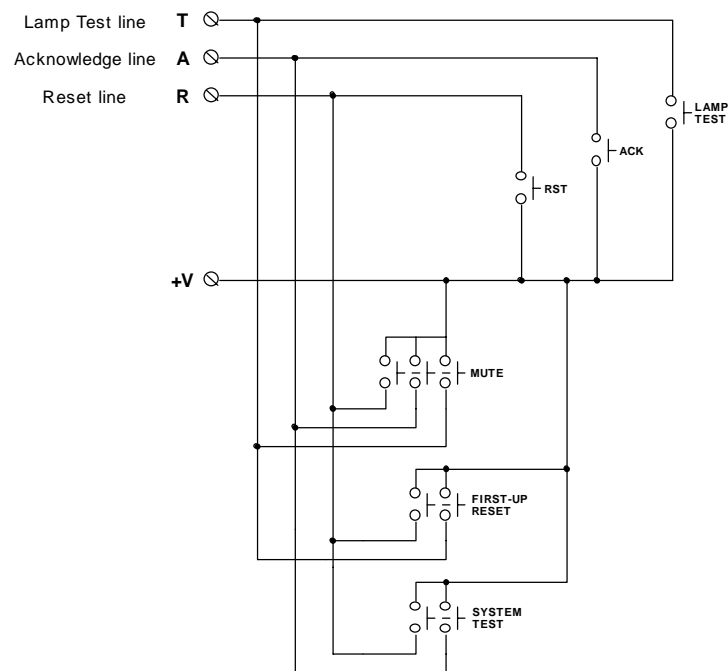 Lamp Test line T
Acknowledge line A
Reset line R
LAMP
TEST
ACK
RST
+V
MUTE
FIRST-UP
RESET
SYSTEM
TEST